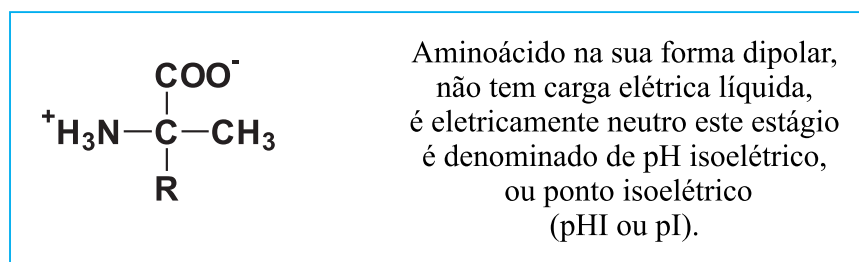 COO-
+H3N—C—CH3
R
Aminoácido na sua forma dipolar,
não tem carga elétrica líquida,
é eletricamente neutro este estágio
é denominado de pH isoelétrico,
ou ponto isoelétrico
(pHI ou pI).